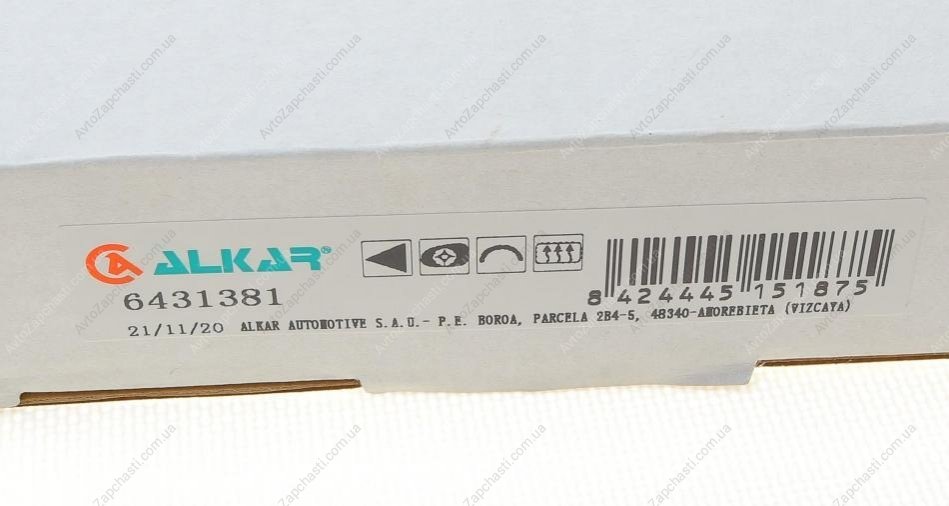 ALKAR®
6431381
8 424445 151875
21/11/20 ALKAR AUTOMOTIVE S.A.U.- P.E. BOROA, PARCELA 2B4-5, 48340-AMOREBIETA (VIZCAYA)
AvtoZapchasti.com.ua